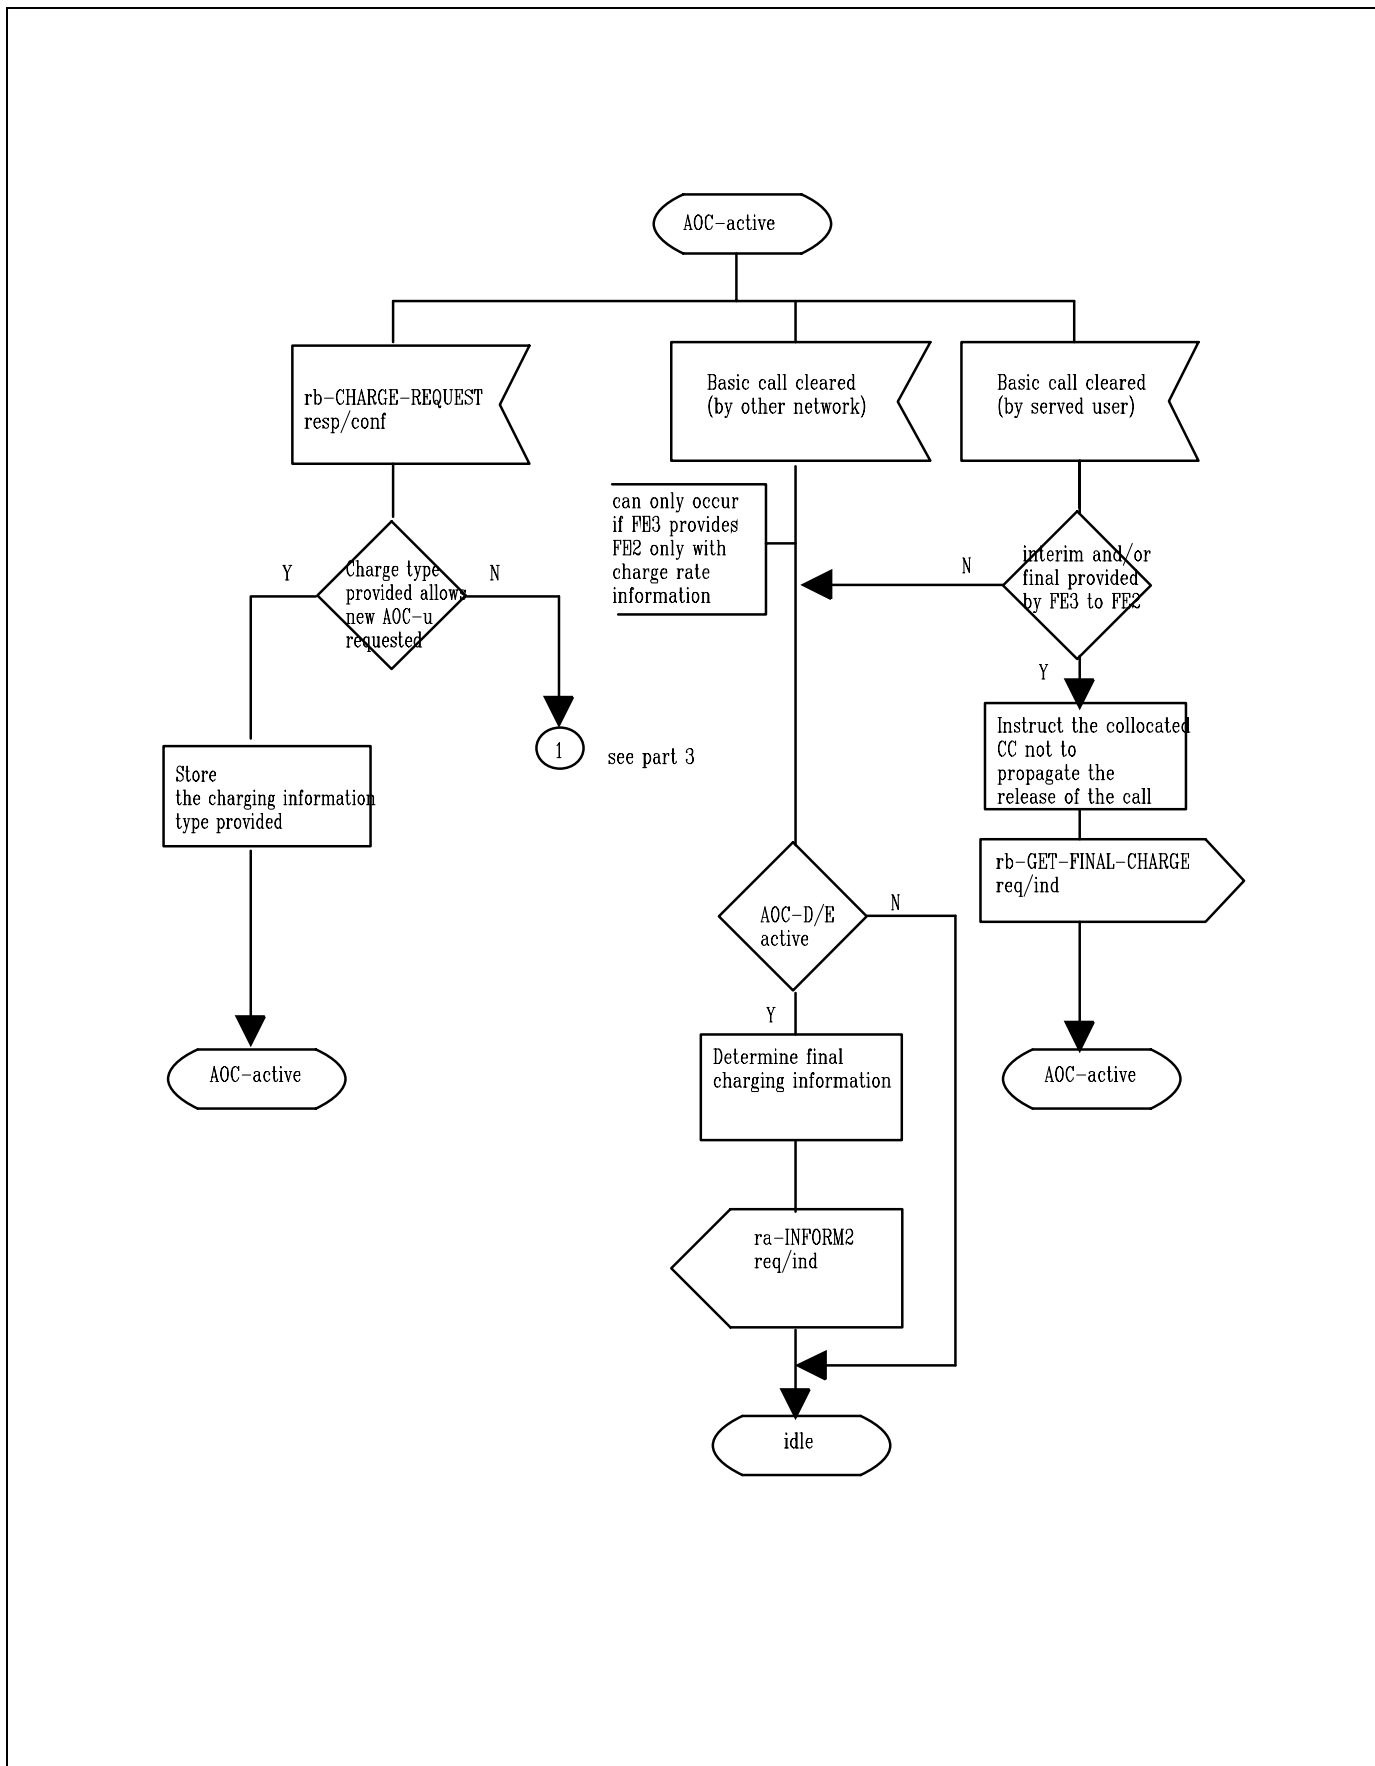 AOC-active
rb-CHARGE-REQUEST
resp/conf
Basic call cleared
(by other network)
Basic call cleared
(by served user)
can only occur
if FE3 provides
FE2 only with
charge rate
information
Y
Charge type
provided allows
new AOC-u
requested
N
N
interim and/or
final provided
by FE3 to FE2
Y
1
see part 3
Instruct the collocated
CC not to
propagate the
release of the call
Store
the charging information
type provided
rb-GET-FINAL-CHARGE
req/ind
AOC-D/E
active
N
Y
Determine final
charging information
AOC-active
AOC-active
ra-INFORM2
req/ind
idle